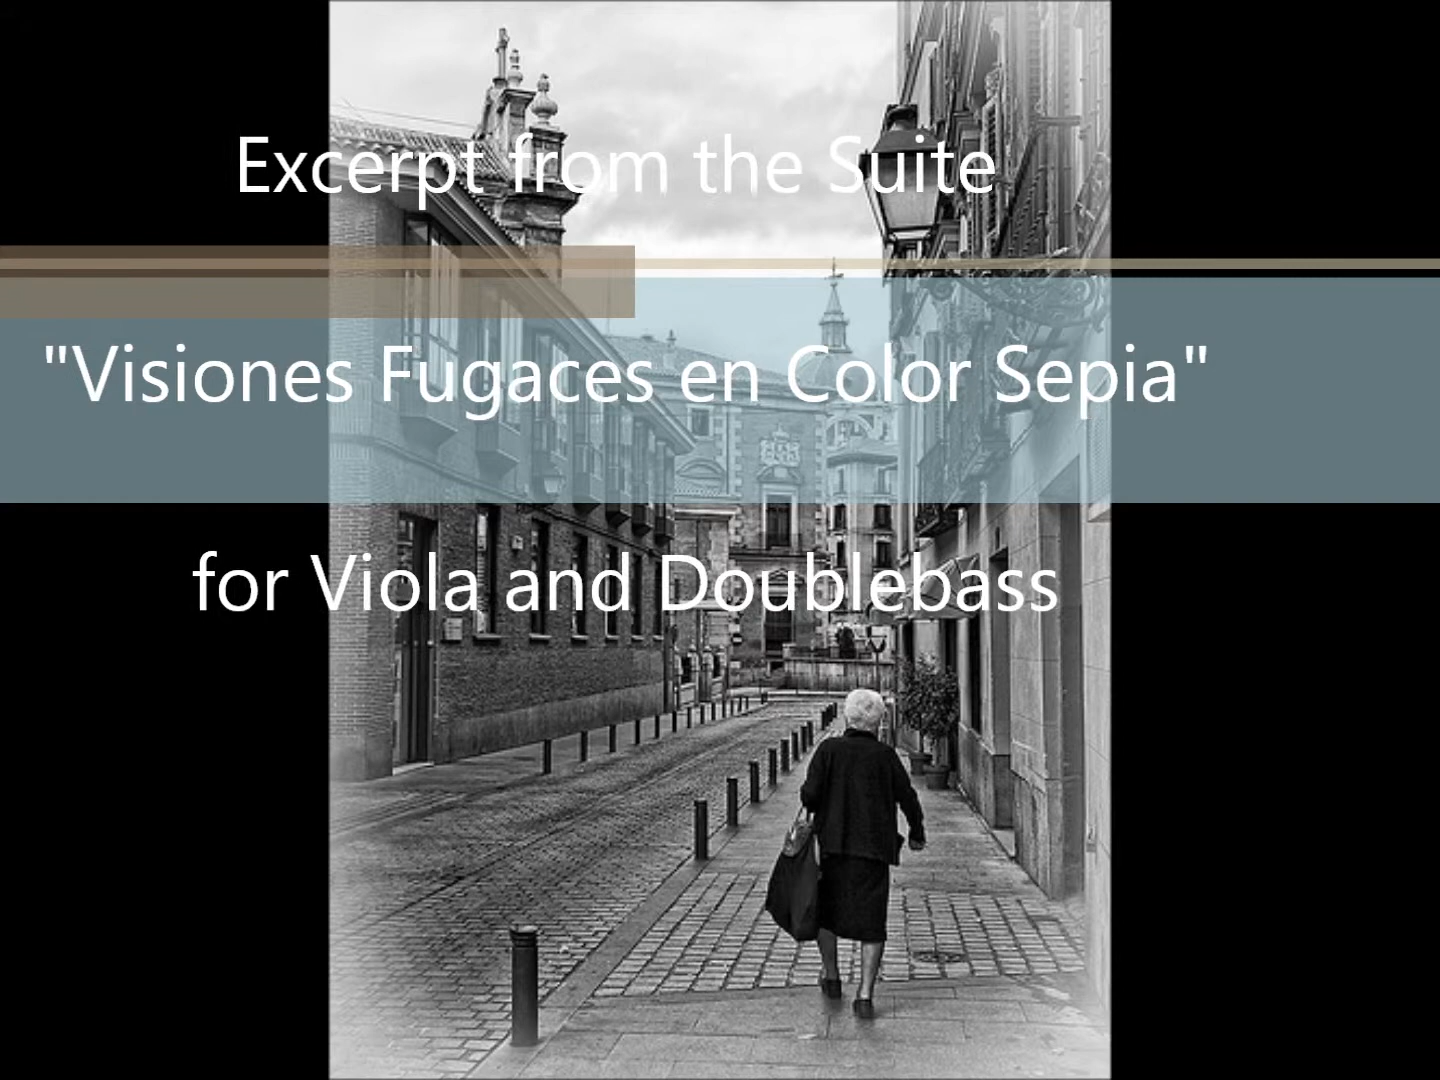 Excerpt from the Suite
"Visiones Fugaces en Color Sepia"
for Viola and Doublebass